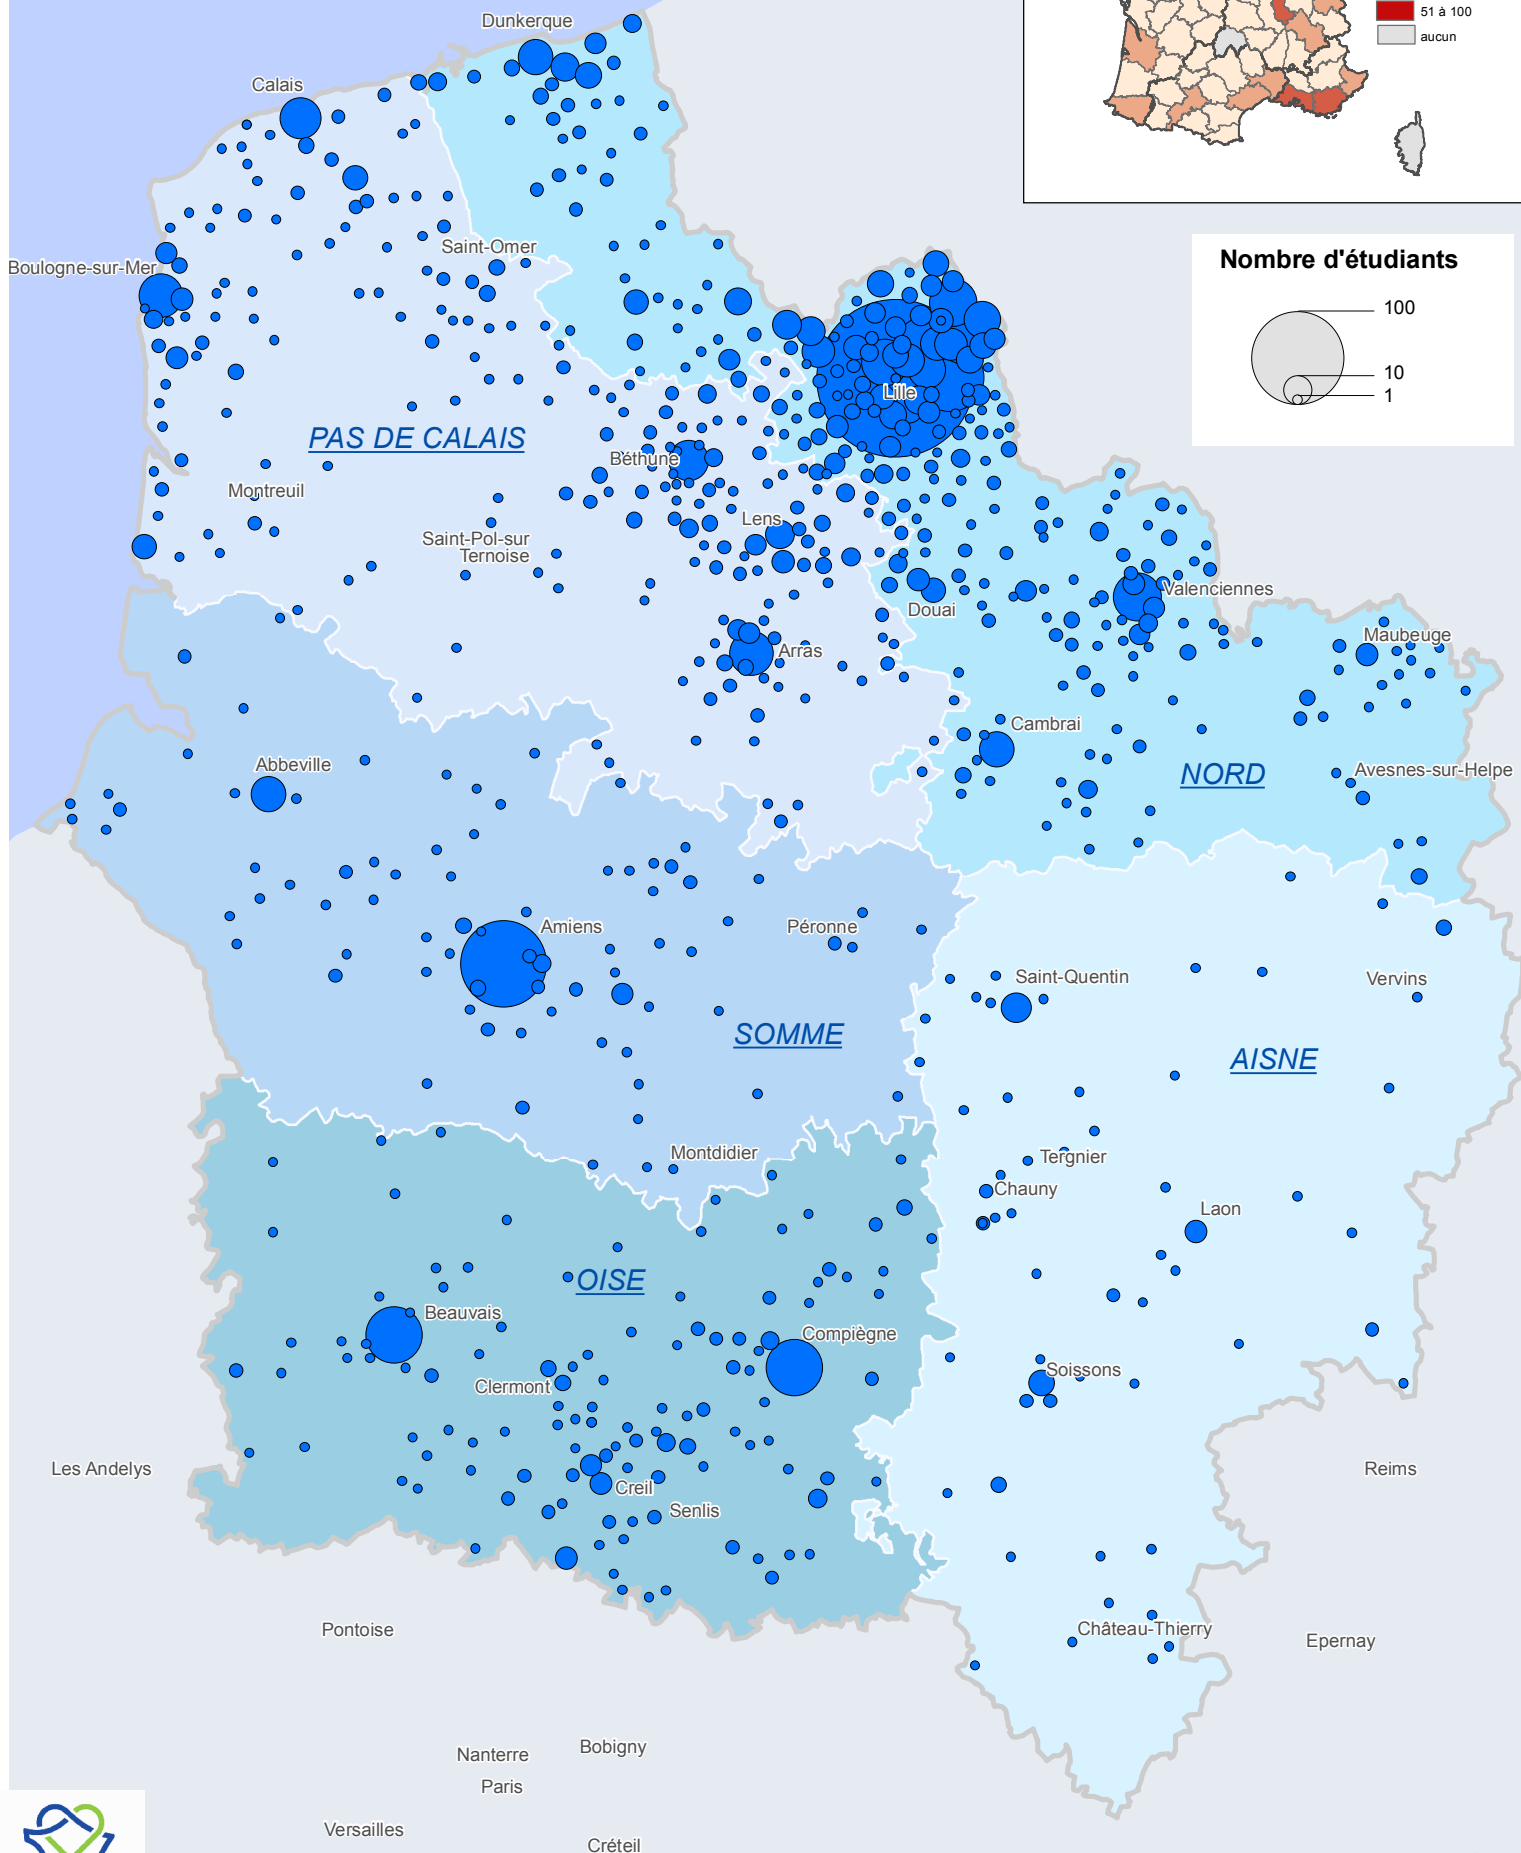 51 à 100
aucun
Dunkerque
Calais
Saint-Omer
Boulogne-sur-Mer
Nombre d'étudiants
100
10
1
Lille
PAS DE CALAIS
Béthune
Montreuil
Lens
Saint-Pol-sur
Ternoise
Valenciennes
Douai
Maubeuge
Arras
Cambrai
Abbeville
NORD
Avesnes-sur-Helpe
Amiens
Péronne
Saint-Quentin
Vervins
SOMME
AISNE
Montdidier
Tergnier
Chauny
Laon
OISE
Beauvais
Compiègne
Soissons
Clermont
Les Andelys
Reims
Creil
Senlis
Pontoise
Château-Thierry
Epernay
Nanterre
Bobigny
Paris
Versailles
Créteil